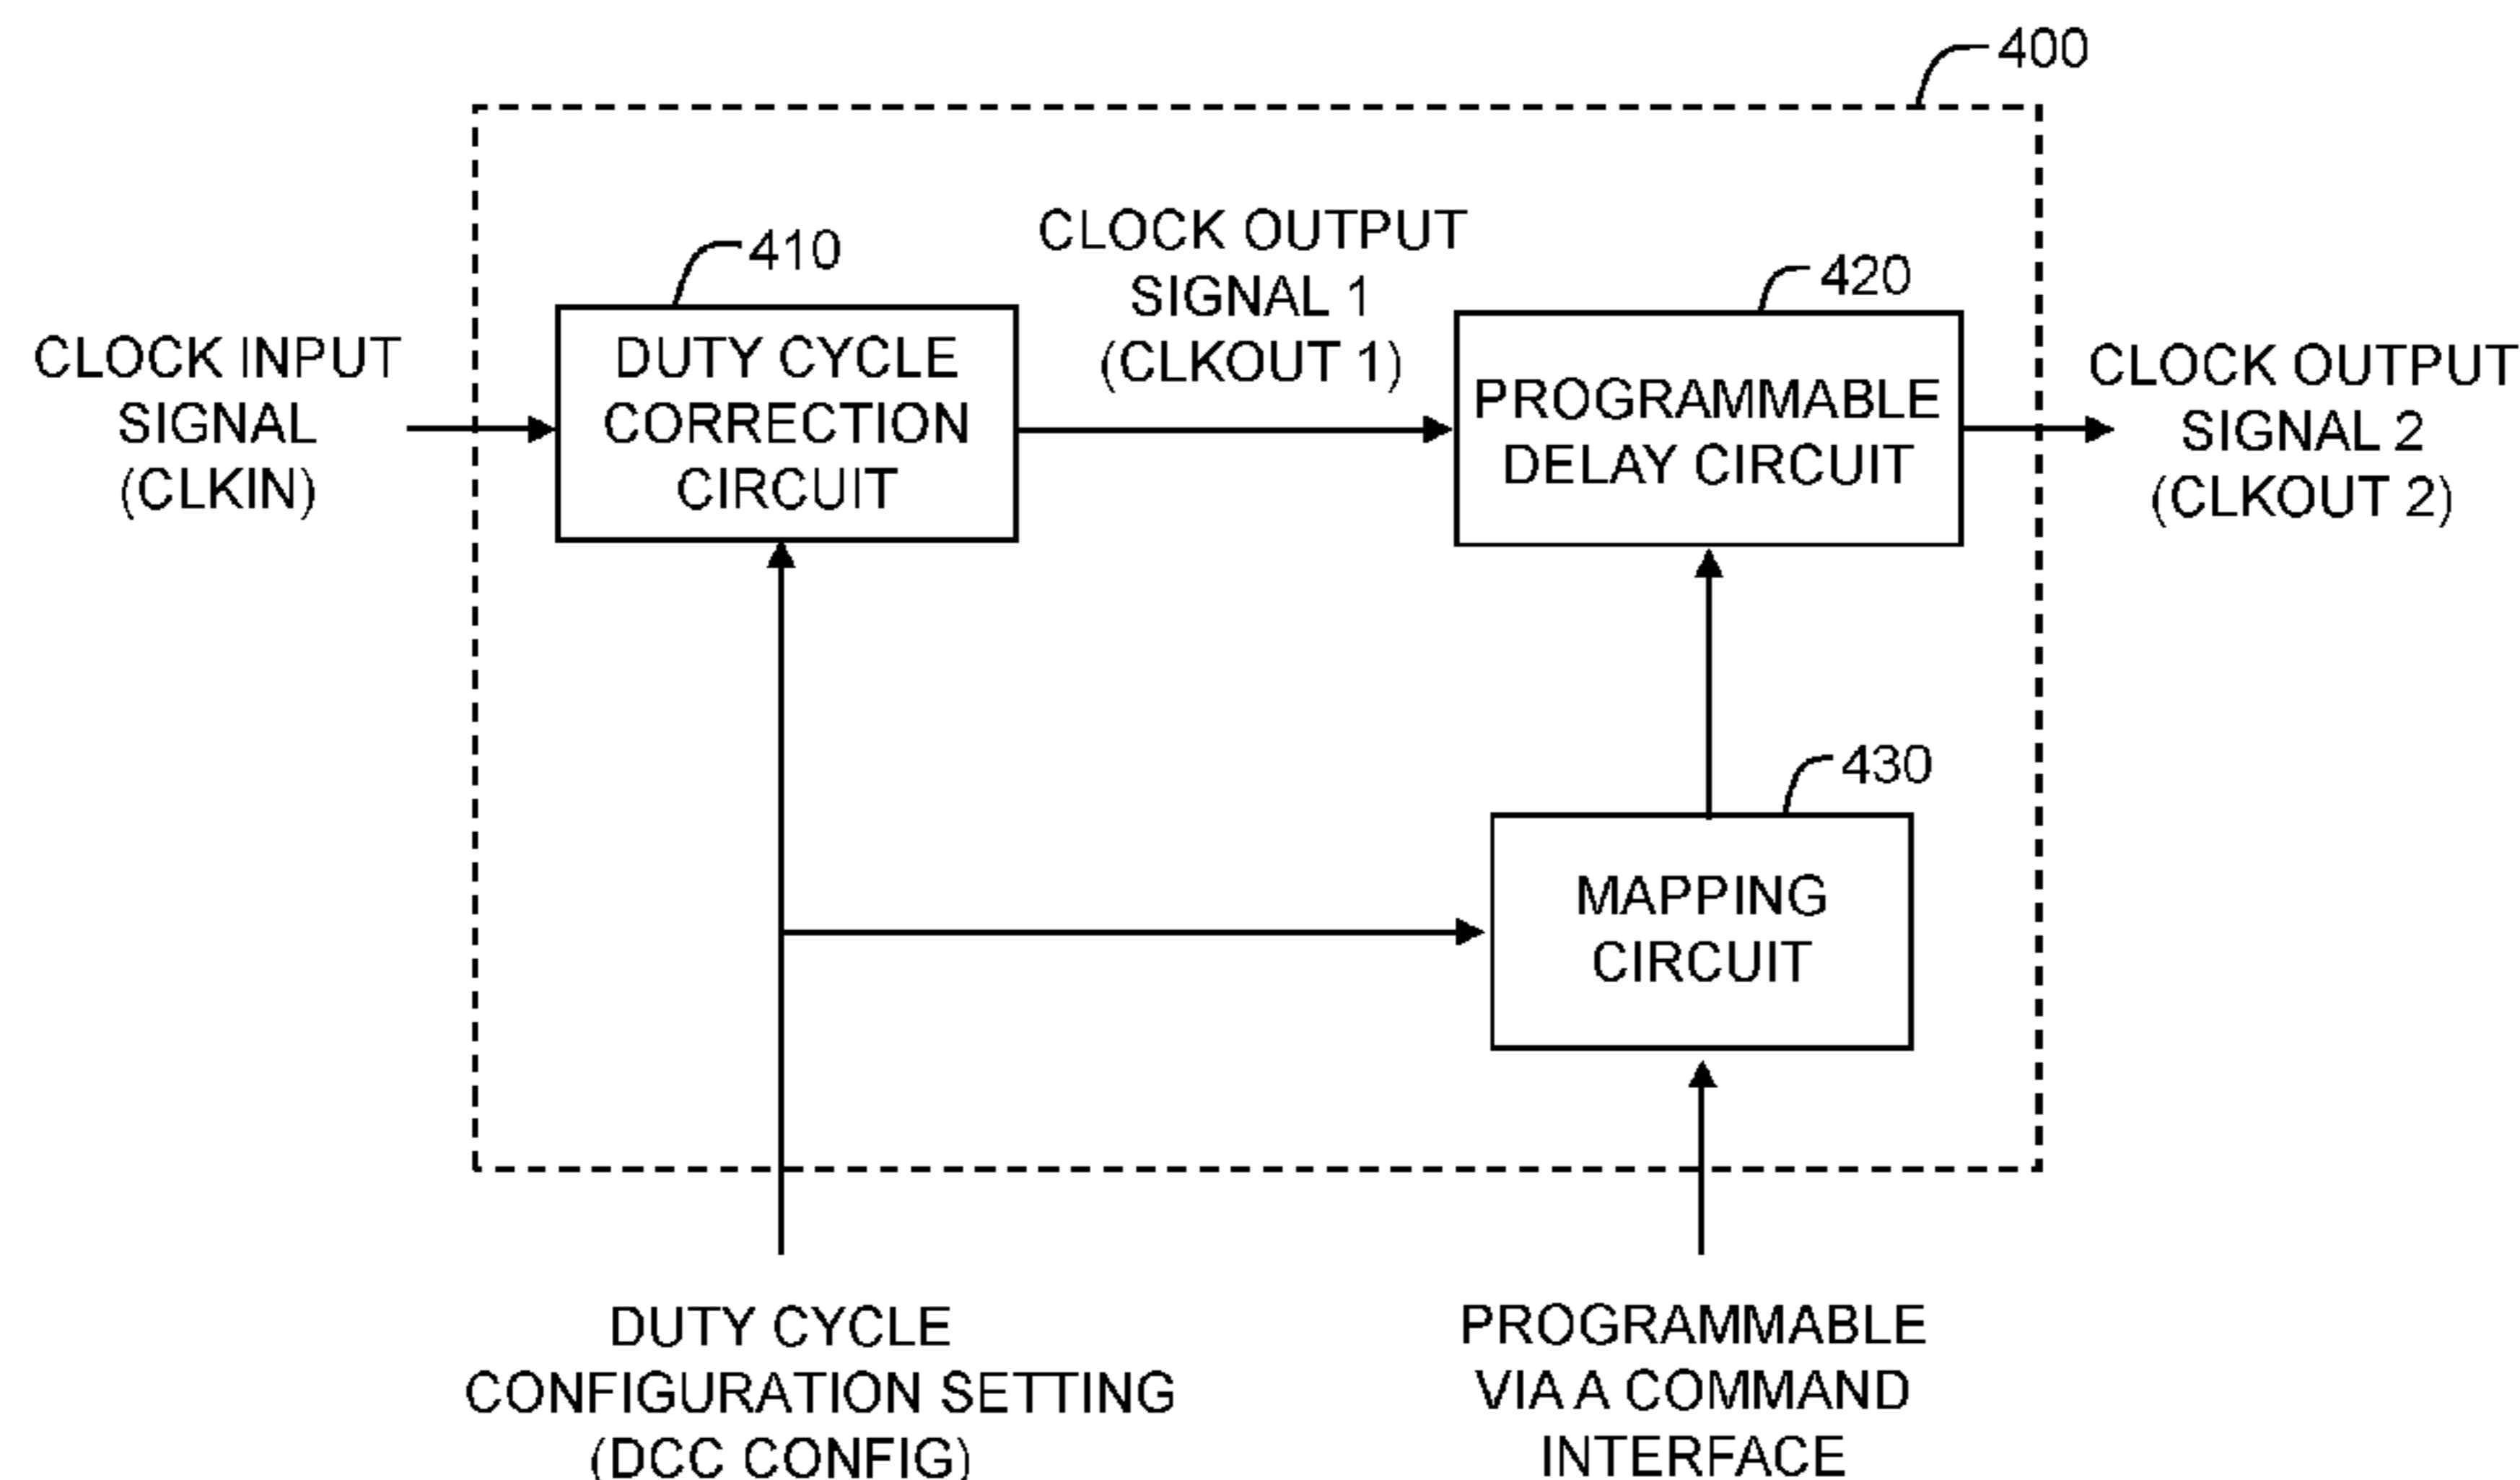 400
410
CLOCK OUTPUT
SIGNAL 1
(CLKOUT 1)
420
CLOCK INPUT
SIGNAL
(CLKIN)
DUTY CYCLE
CORRECTION
CIRCUIT
PROGRAMMABLE
DELAY CIRCUIT
CLOCK OUTPUT
SIGNAL 2
(CLKOUT 2)
430
MAPPING
CIRCUIT
DUTY CYCLE
CONFIGURATION SETTING
(DCC CONFIG)
PROGRAMMABLE
VIA A COMMAND
INTERFACE